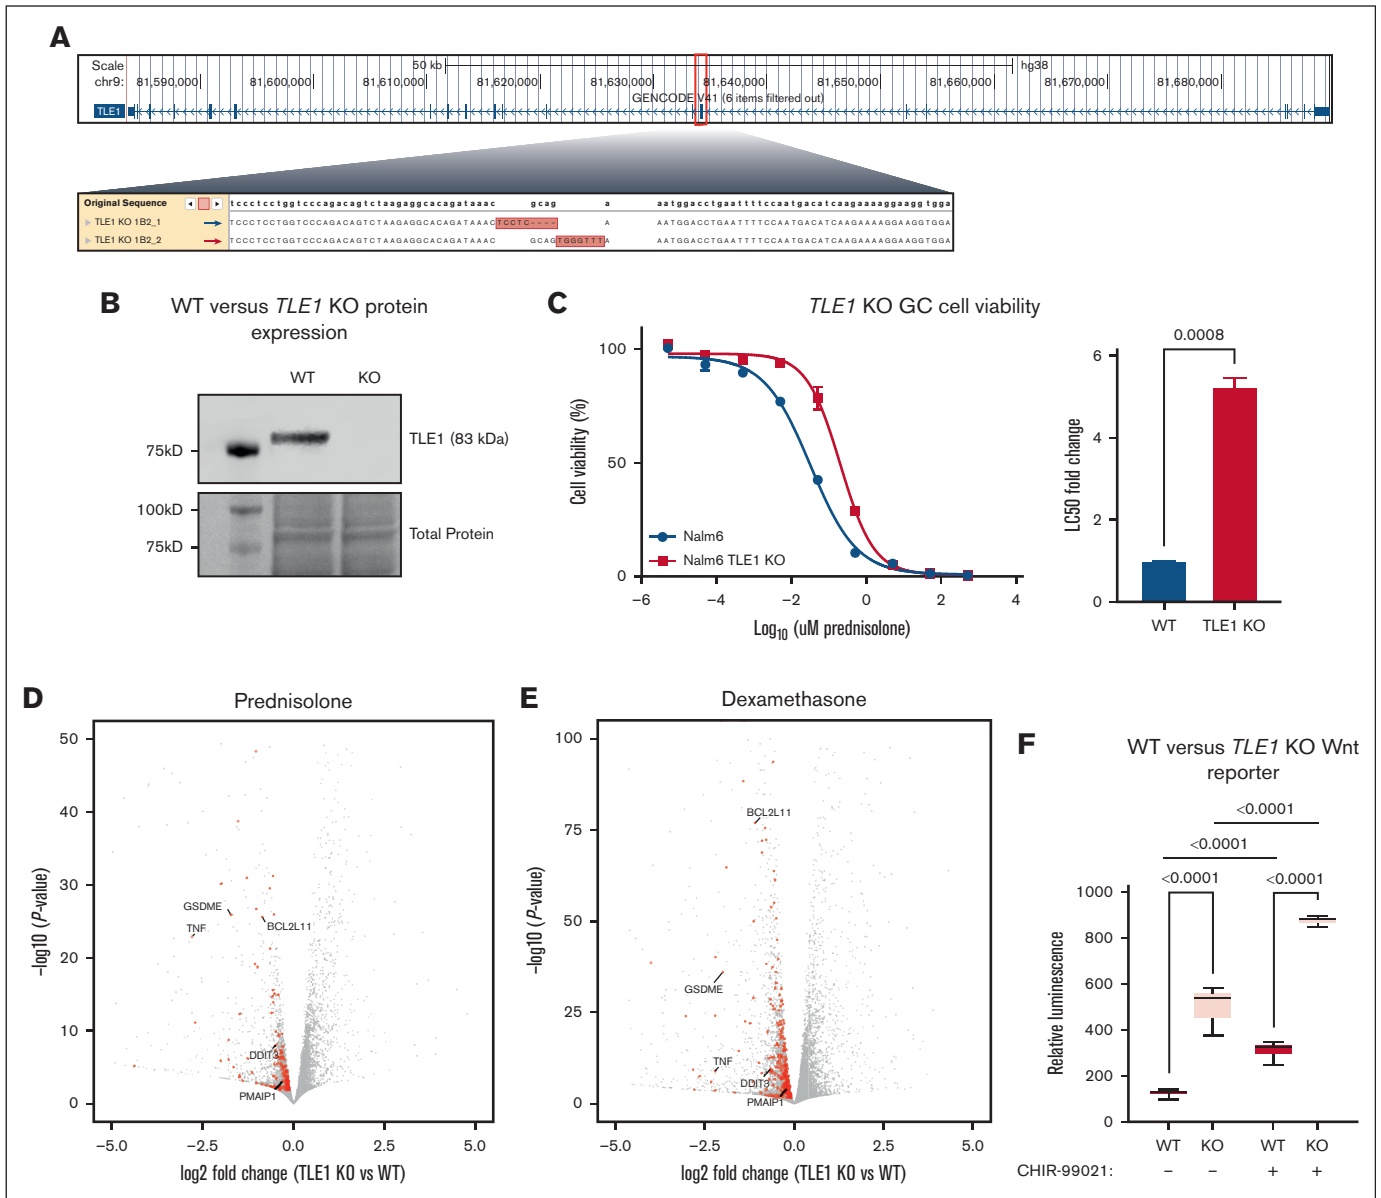 A
Scale
50 kb
hg38
chr9:
81,590,000
81,600,000
81,610,000
81,620,000
81,630,000
81,640,000
81,650,000
81,660,000
81,670,000
81,680,000
GENCODE V41 (6 items filtered out)
TLE1
Original Sequence
tccctcctggtcccagacagtctaagaggcacagataaac gcag a aatggacctgaattttccaatgacatcaagaaaaggaaggtgga
TLE1 KO 1B2_1
TCCCTCCTGGTCCCAGACAGTCTAAGAGGCACAGATAAACTCCTC---- A AATGGACCTGAATTTTCCAATGACATCAAGAAAAGGAAGGTGGA
TLE1 KO 1B2_2
TCCCTCCTGGTCCCAGACAGTCTAAGAGGCACAGATAAAC GCAGTGGGTTTA AATGGACCTGAATTTTCCAATGACATCAAGAAAAGGAAGGTGGA
B
WT versus TLE1 KO protein
expression
WT KO
75kD
TLE1 (83 kDa)
100kD
75kD
Total Protein
C
TLE1 KO GC cell viability
Cell viability (%)
100
50
0
Nalm6
Nalm6 TLE1 KO
−6 −4 −2 0 2 4
Log10 (uM prednisolone)
LC50 fold change
6
4
2
0
0.0008
WT TLE1 KO
D
Prednisolone
−log10 (P-value)
50
40
30
20
10
0
GSDME
TNF
BCL2L11
DDIT3
PMAIP1
−5.0 −2.5 0.0 2.5 5.0
log2 fold change (TLE1 KO vs WT)
E
Dexamethasone
−log10 (P-value)
100
75
50
25
0
BCL2L11
GSDME
TNF
DDIT3
PMAIP1
−5.0 −2.5 0.0 2.5 5.0
log2 fold change (TLE1 KO vs WT)
F
WT versus TLE1 KO Wnt
reporter
<0.0001
<0.0001
<0.0001 <0.0001
Relative luminescence
1000
800
600
400
200
0
WT KO WT KO
CHIR-99021: − − + +